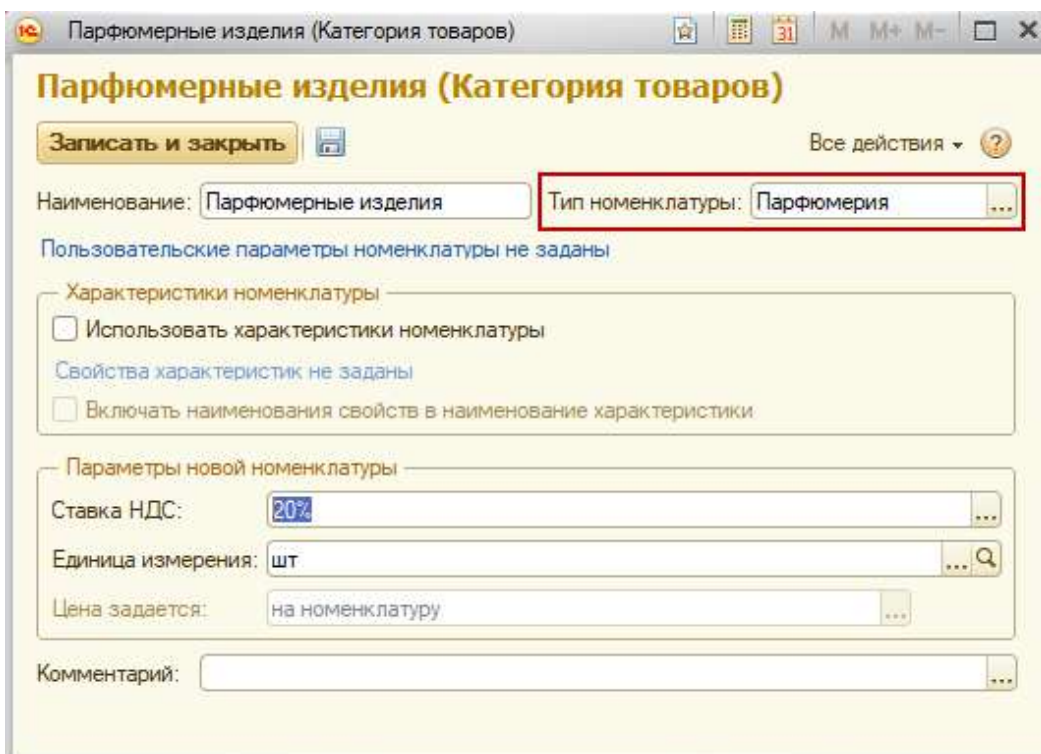 1С Парфюмерные изделия (Категория товаров) 31 M M+ M-
Парфюмерные изделия (Категория товаров)
Записать и закрыть Все действия ?
Наименование: Парфюмерные изделия Тип номенклатуры: Парфюмерия ...
Пользовательские параметры номенклатуры не заданы
Характеристики номенклатуры
Использовать характеристики номенклатуры
Свойства характеристик не заданы
Включать наименования свойств в наименование характеристики
Параметры новой номенклатуры
Ставка НДС: 20% ...
Единица измерения: шт ...
Цена задается: на номенклатуру ...
Комментарий: ...